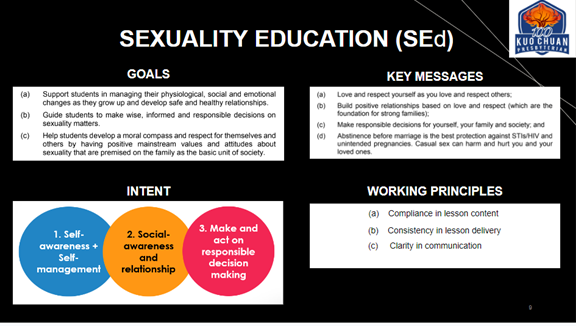 SEXUALITY EDUCATION (SEd)
KUO CHUAN
PRESBYTERIAN
GOALS
(a) Support students in managing their physiological, social and emotional
changes as they grow up and develop safe and healthy relationships.
(b) Guide students to make wise, informed and responsible decisions on
sexuality matters.
(c) Help students develop a moral compass and respect for themselves and
others by having positive mainstream values and attitudes about
sexuality that are premised on the family as the basic unit of society.
KEY MESSAGES
(a) Love and respect yourself as you love and respect others;
(b) Build positive relationships based on love and respect (which are the
foundation for strong families);
(c) Make responsible decisions for yourself, your family and society; and
(d) Abstinence before marriage is the best protection against STIs/HIV and
unintended pregnancies. Casual sex can harm and hurt you and your
loved ones.
INTENT
1. Self-
awareness +
Self-
management
2. Social-
awareness
and
relationship
3. Make and
act on
responsible
decision
making
WORKING PRINCIPLES
(a) Compliance in lesson content
(b) Consistency in lesson delivery
(c) Clarity in communication
9